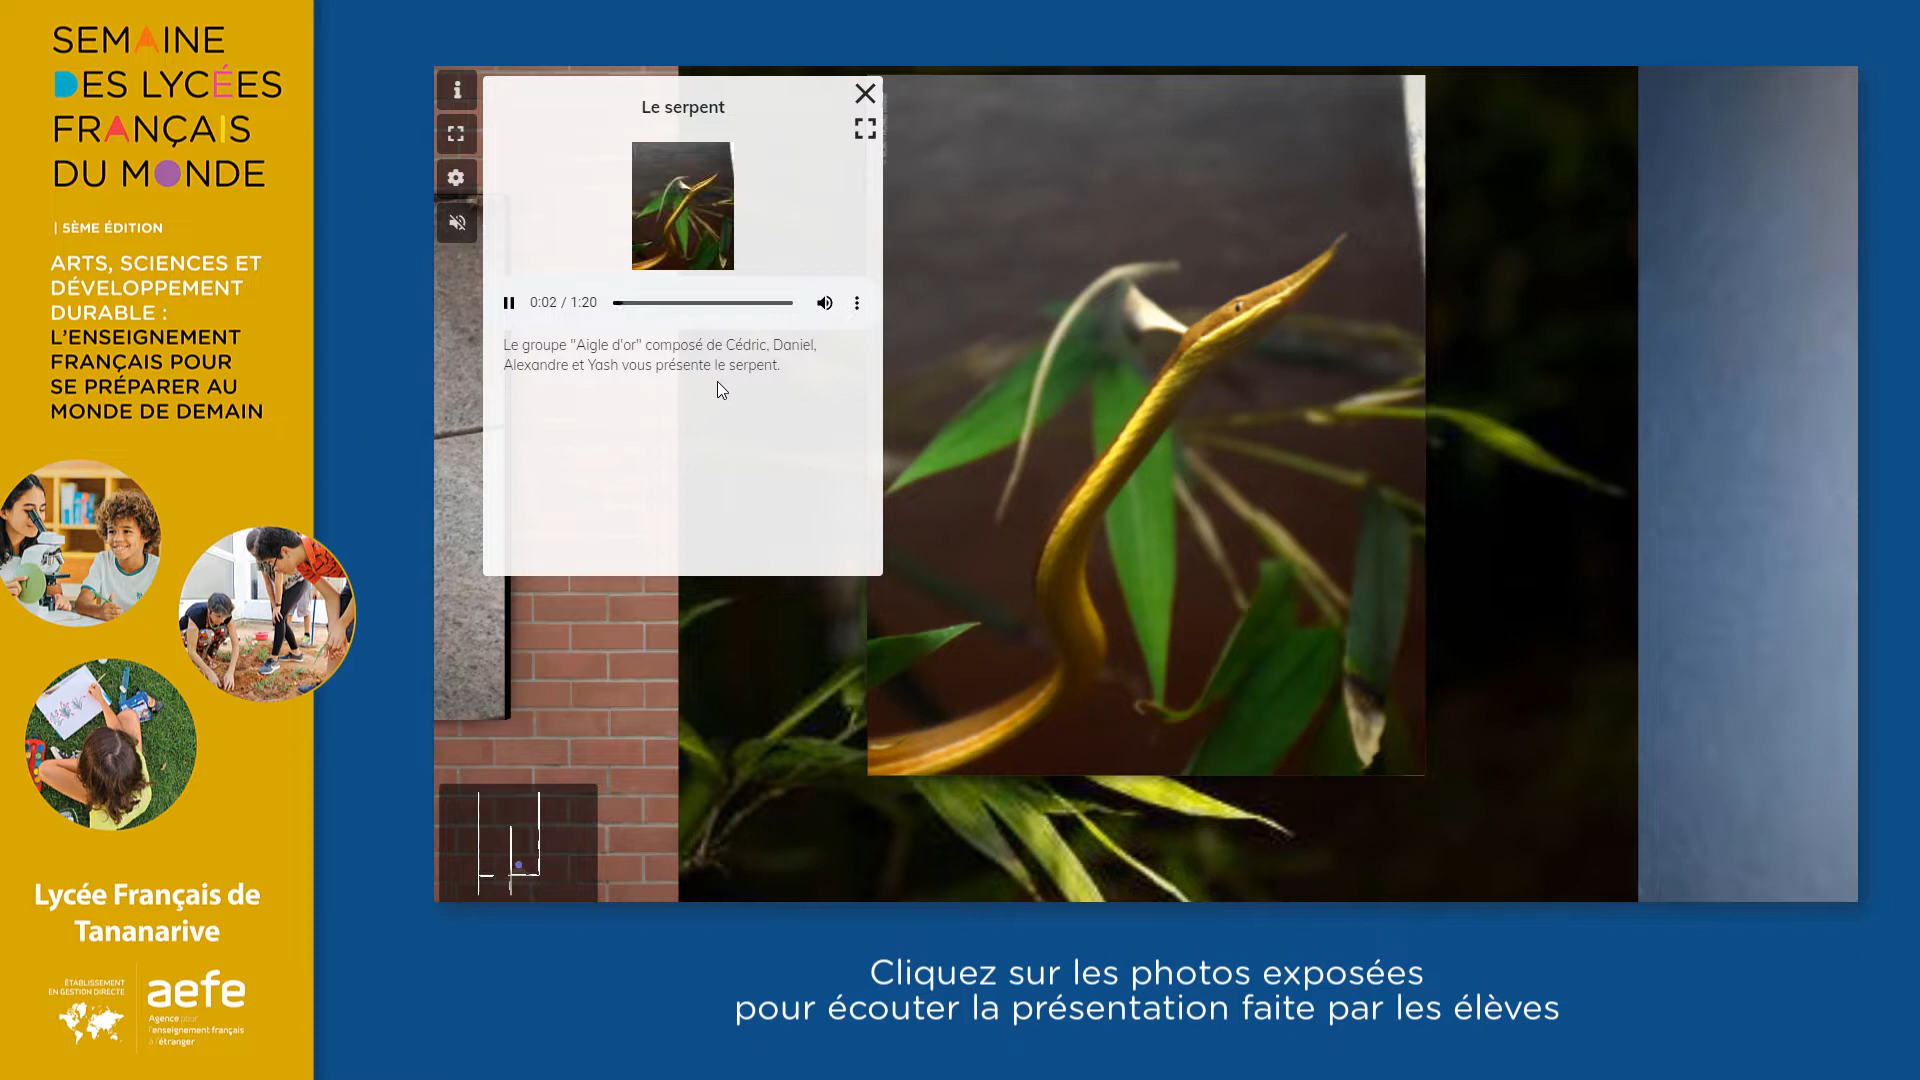 SEMAINE
DES LYCÉES
FRANÇAIS
DU MONDE
| 5ÈME ÉDITION
ARTS, SCIENCES ET
DÉVELOPPEMENT
DURABLE :
L'ENSEIGNEMENT
FRANÇAIS POUR
SE PRÉPARER AU
MONDE DE DEMAIN
Lycée Français de
Tananarive
ÉTABLISSEMENT
EN GESTION DIRECTE
aefe
Agence pour
l'enseignement français
à l'étranger
Le serpent
0:02 / 1:20
Le groupe "Aigle d'or" composé de Cédric, Daniel,
Alexandre et Yash vous présente le serpent.
Cliquez sur les photos exposées
pour écouter la présentation faite par les élèves